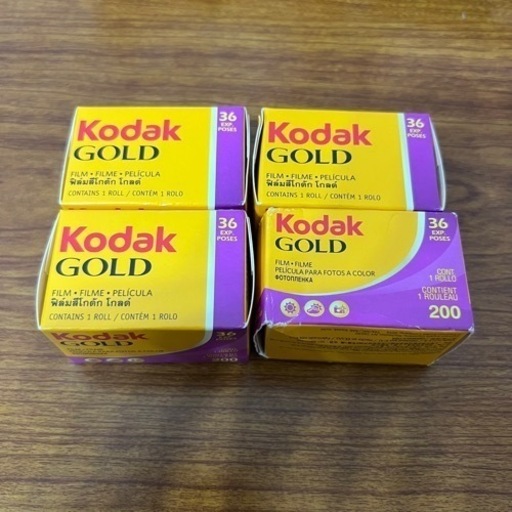 Kodak
GOLD
36
EXP.
POSES
FILM • FILME • PELÍCULA
ฟิล์มสีโกดัก โกลด์
CONTAINS 1 ROLL / CONTÉM 1 ROLO
Kodak
GOLD
36
EXP.
POSES
FILM • FILME • PELÍCULA
ฟิล์มสีโกดัก โกลด์
CONTAINS 1 ROLL / CONTÉM 1 ROLO
Kodak
GOLD
36
EXP.
POSES
FILM • FILME • PELÍCULA
ฟิล์มสีโกดัก โกลด์
CONTAINS 1 ROLL / CONTÉM 1 ROLO
Kodak
GOLD
36
200
Kodak
GOLD
36
EXP.
POSES
FILM • FILME
PELÍCULA PARA FOTOS A COLOR
ФОТОПЛЕНКА
CONT.
1 ROLLO
CONTIENT
1 ROULEAU
200